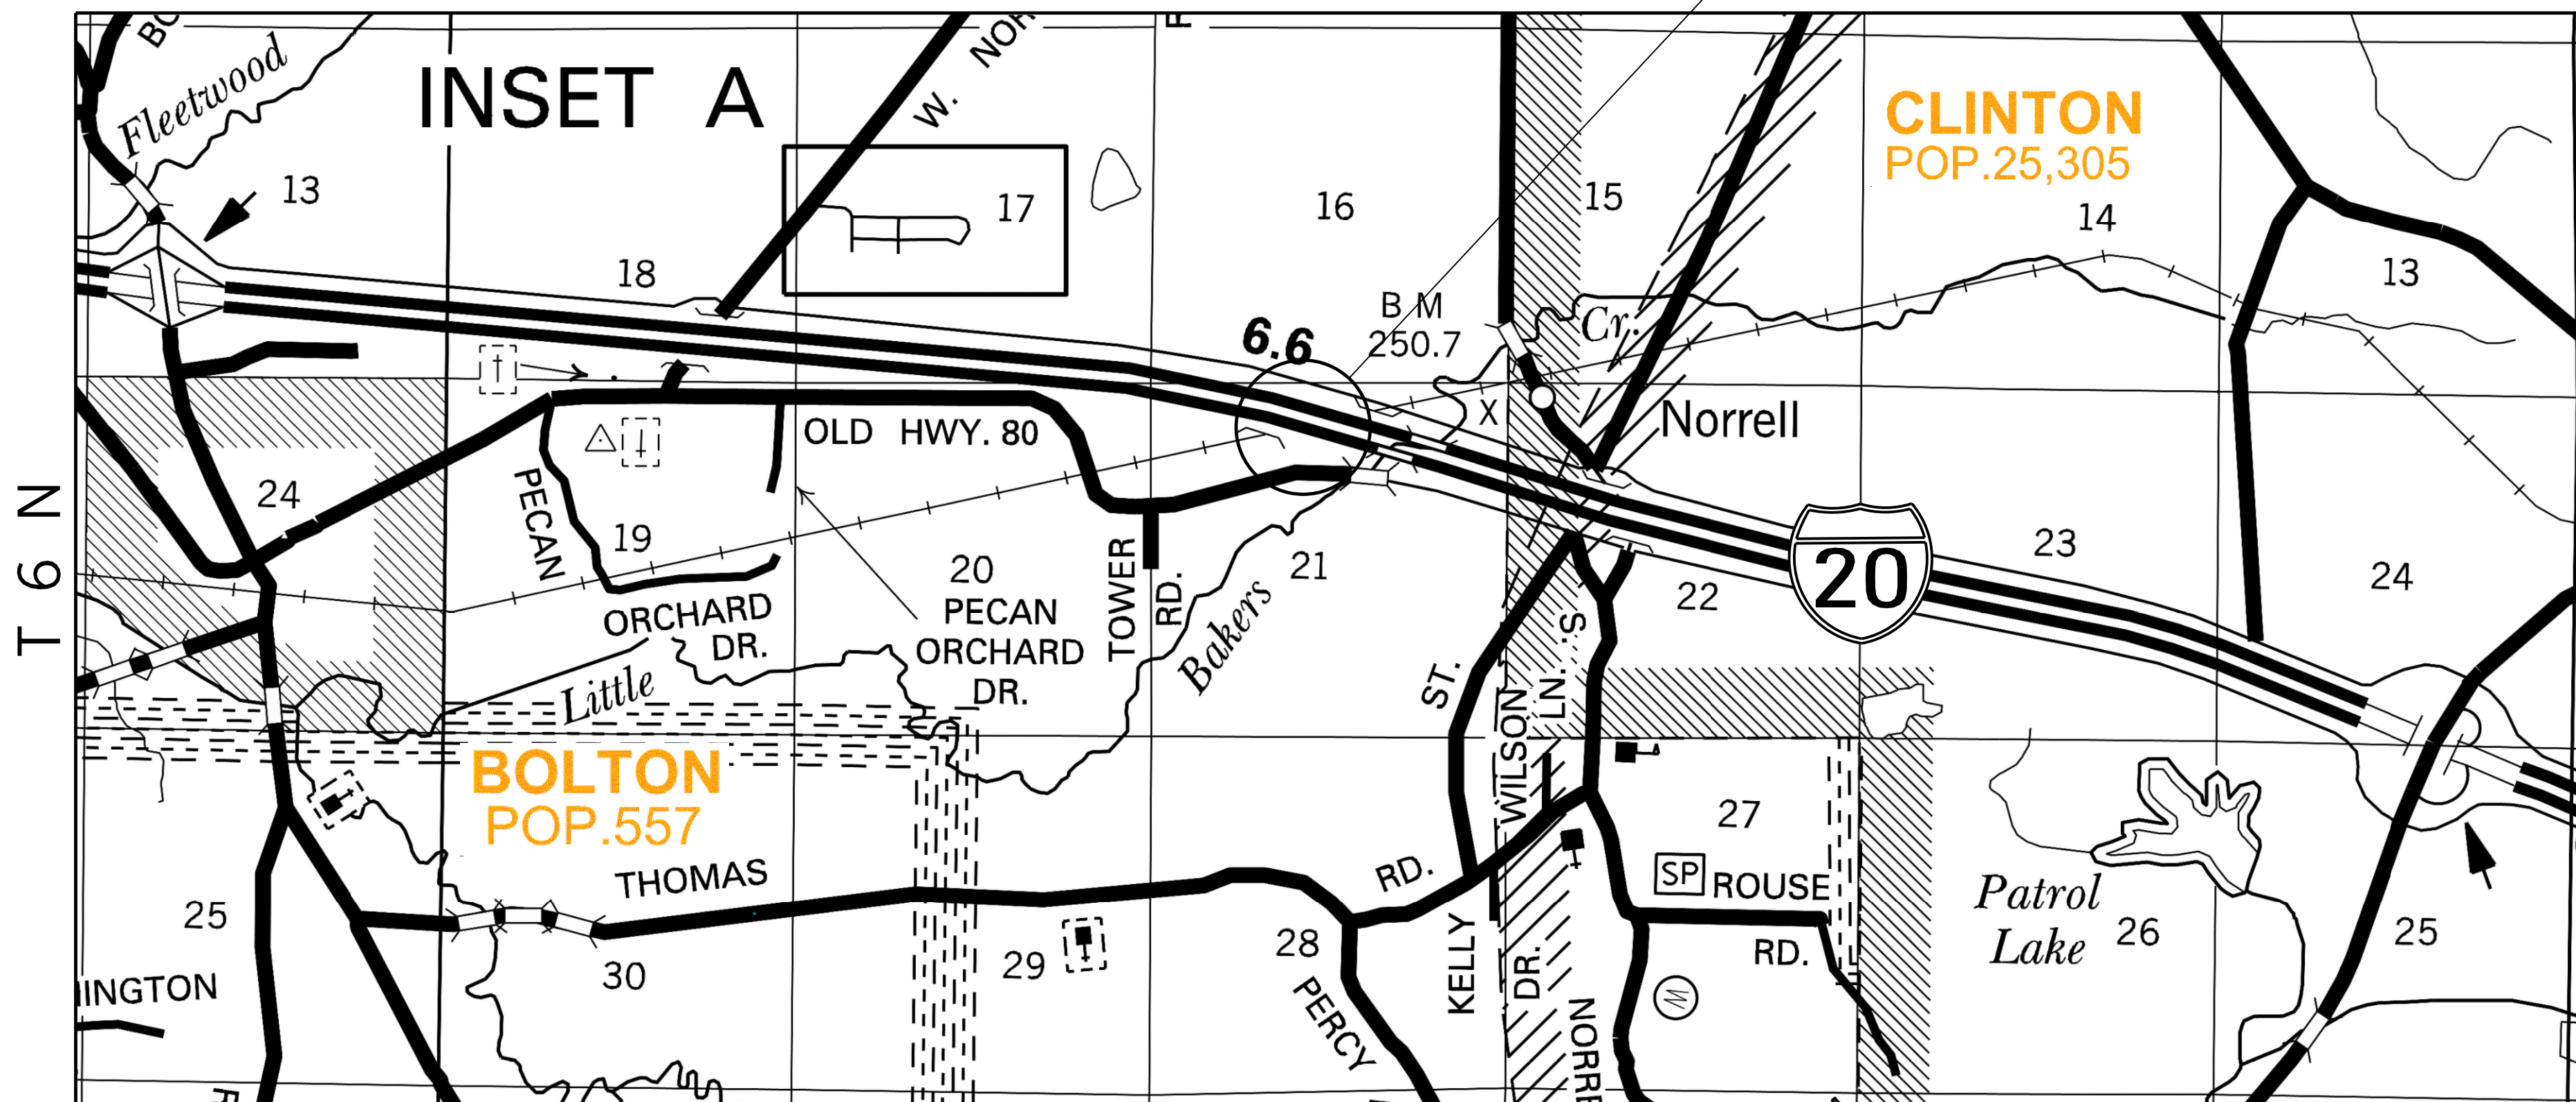 Fleetwood
INSET A
W.
CLINTON
POP.25,305
13
18
17
16
15
14
13
6.6
B M
250.7
Cr.
X
Norrell
OLD HWY. 80
T 6 N
24
PECAN
19
ORCHARD
DR.
20
PECAN
ORCHARD
DR.
TOWER
RD.
Bakers
21
20
22
23
24
Little
BOLTON
POP.557
ST.
WILSON
LN.
S.
27
THOMAS
RD.
SP
ROUSE
RD.
25
30
29
28
KELLY
DR.
PERCY
Patrol
Lake
26
25